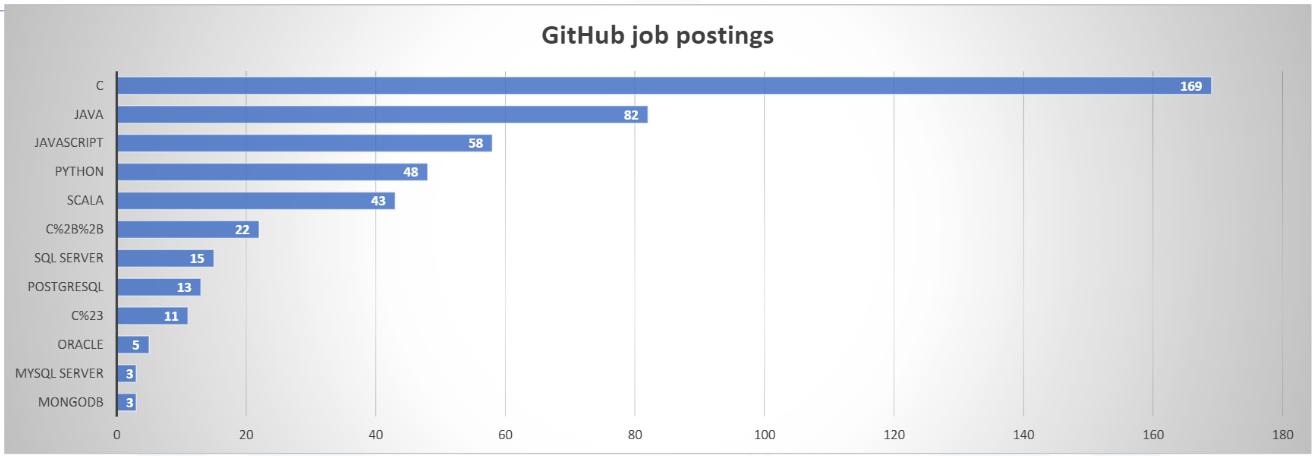 GitHub job postings
C 169
JAVA 82
JAVASCRIPT 58
PYTHON 48
SCALA 43
C%2B%2B 22
SQL SERVER 15
POSTGRESQL 13
C%23 11
ORACLE 5
MYSQL SERVER 3
MONGODB 3
0 20 40 60 80 100 120 140 160 180